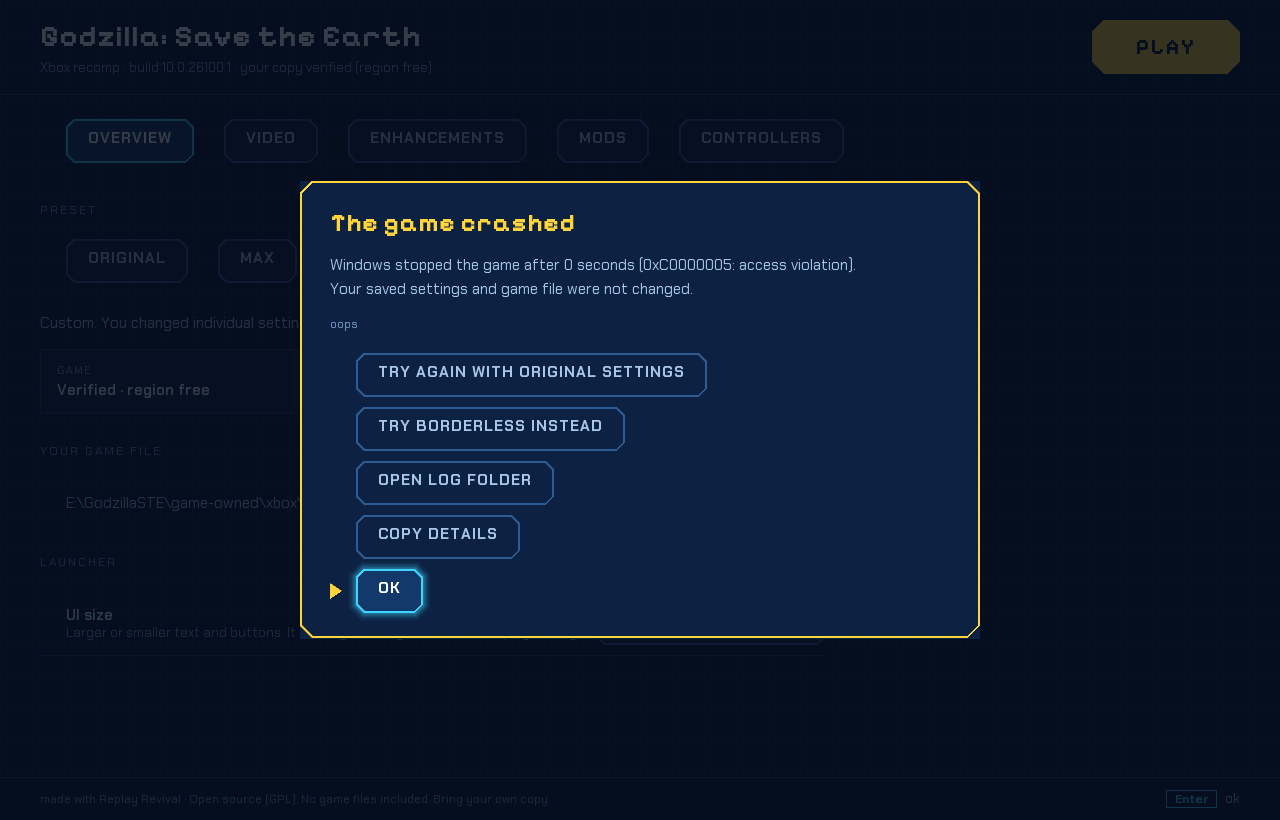 Godzilla: Save the Earth
Xbox recomp · build 10.0.26100.1 · your copy verified (region free)
PLAY
OVERVIEW
VIDEO
ENHANCEMENTS
MODS
CONTROLLERS
PRESET
ORIGINAL
MAX
Custom. You changed individual settin
GAME
Verified · region free
YOUR GAME FILE
E:\GodzillaSTE\game-owned\xbox\
LAUNCHER
UI size
Larger or smaller text and buttons. It
The game crashed
Windows stopped the game after 0 seconds (0xC0000005: access violation).
Your saved settings and game file were not changed.
oops
TRY AGAIN WITH ORIGINAL SETTINGS
TRY BORDERLESS INSTEAD
OPEN LOG FOLDER
COPY DETAILS
OK
made with Replay Revival · Open source (GPL). No game files included. Bring your own copy.
Enter ok